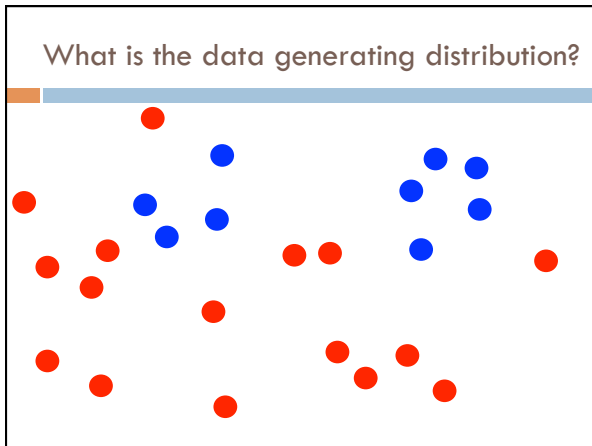 What is the data generating distribution?